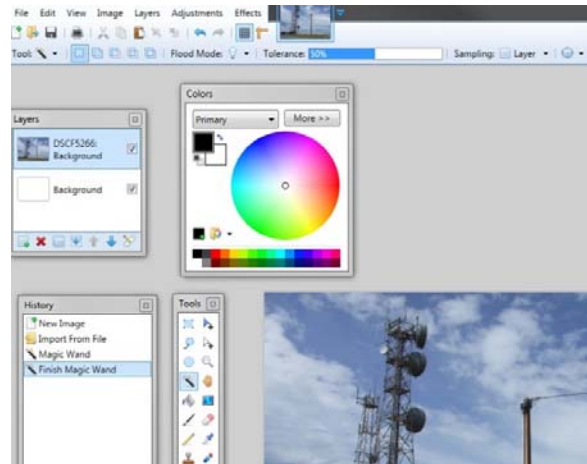 File Edit View Image Layers Adjustments Effects
Tool: Flood Mode: Tolerance: 50% Sampling: Layer
Colors
Primary More >>
Layers
DSCF5266:
Background
Background
History
New Image
Import From File
Magic Wand
Finish Magic Wand
Tools